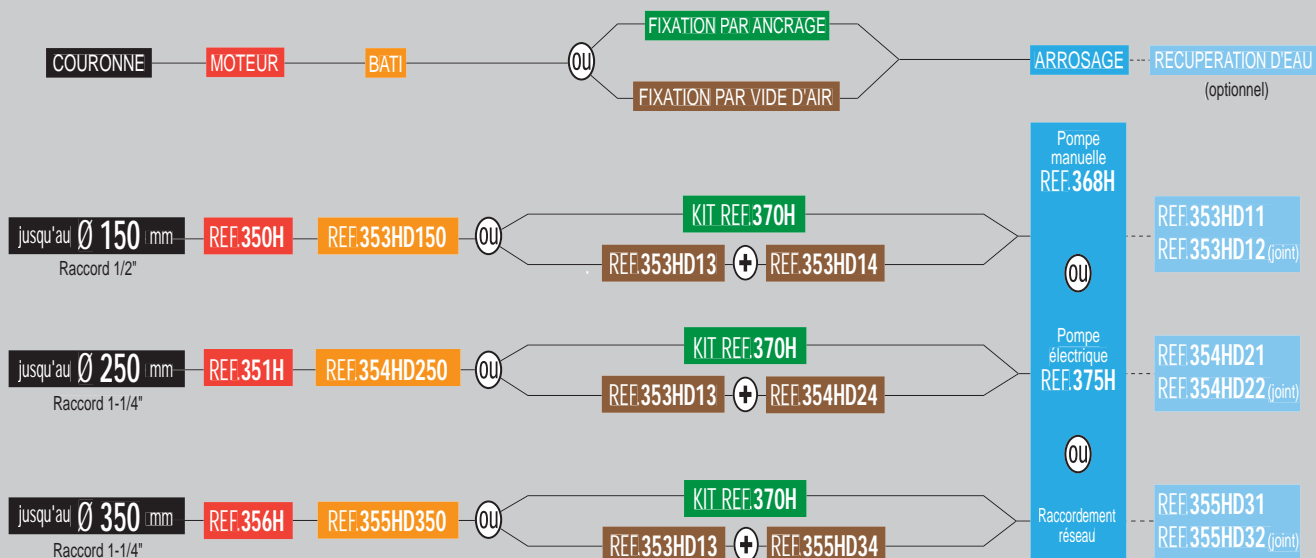 COURONNE
MOTEUR
BATI
ou
FIXATION PAR ANCRAGE
FIXATION PAR VIDE D'AIR
ARROSAGE
RECUPERATION D'EAU
(optionnel)
jusqu'au Ø 150 mm
Raccord 1/2"
REF.350H
REF.353HD150
ou
KIT REF.370H
REF.353HD13 + REF.353HD14
REF.353HD11
REF.353HD12 (joint)
jusqu'au Ø 250 mm
Raccord 1-1/4"
REF.351H
REF.354HD250
ou
KIT REF.370H
REF.353HD13 + REF.354HD24
REF.354HD21
REF.354HD22 (joint)
jusqu'au Ø 350 mm
Raccord 1-1/4"
REF.356H
REF.355HD350
ou
KIT REF.370H
REF.353HD13 + REF.355HD34
REF.355HD31
REF.355HD32 (joint)
Pompe
manuelle
REF.368H
ou
Pompe
électrique
REF.375H
ou
Raccordement
réseau